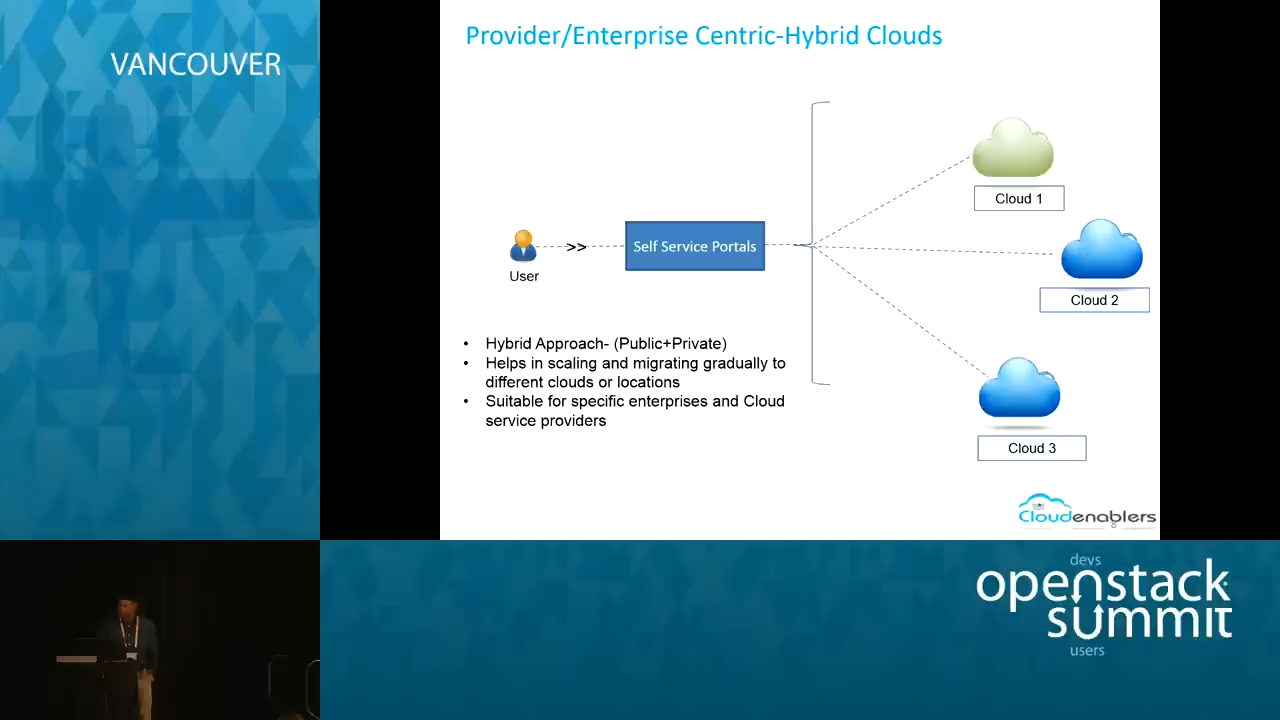 VANCOUVER
Provider/Enterprise Centric-Hybrid Clouds
Cloud 1
>>
Self Service Portals
User
Cloud 2
• Hybrid Approach- (Public+Private)
• Helps in scaling and migrating gradually to
different clouds or locations
• Suitable for specific enterprises and Cloud
service providers
Cloud 3
Cloudenablers
8
devs
openstack
summit
users